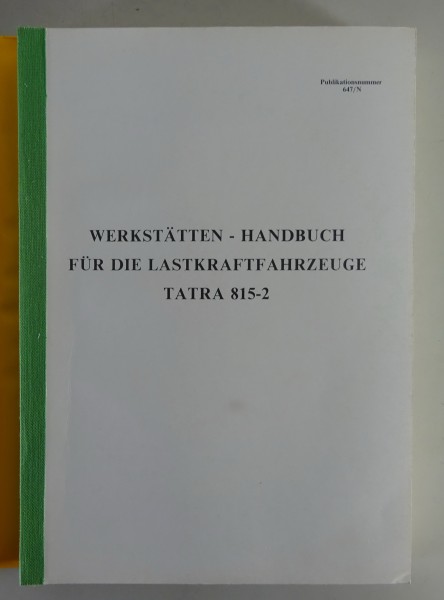 Publikationsnummer
647/N
WERKSTÄTTEN - HANDBUCH
FÜR DIE LASTKRAFTFAHRZEUGE
TATRA 815-2